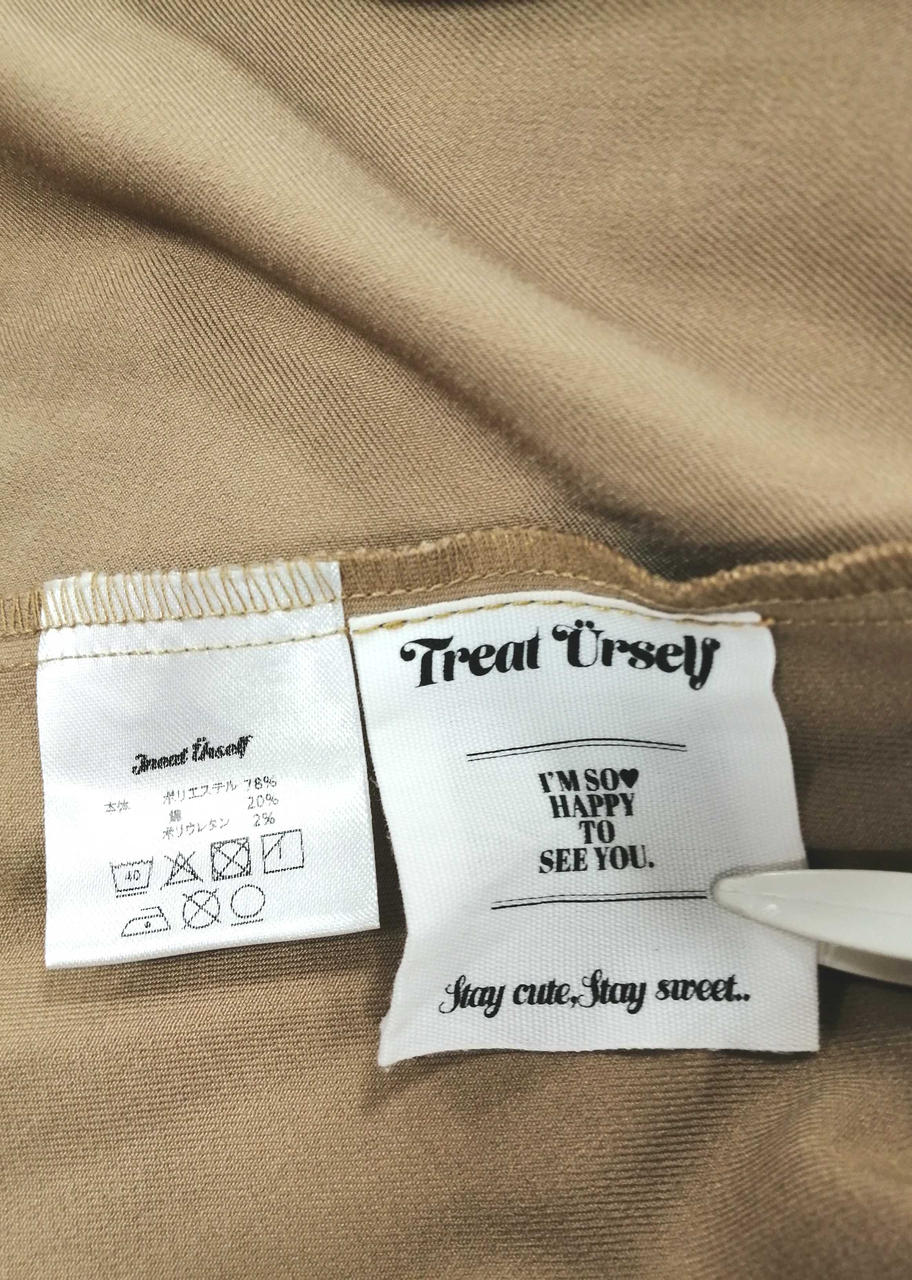 Treat Ürself
本体 ポリエステル 78%
綿 20%
ポリウレタン 2%
40
Treat Ürself
I'M SO♥
HAPPY
TO
SEE YOU.
Stay cute,Stay sweet..